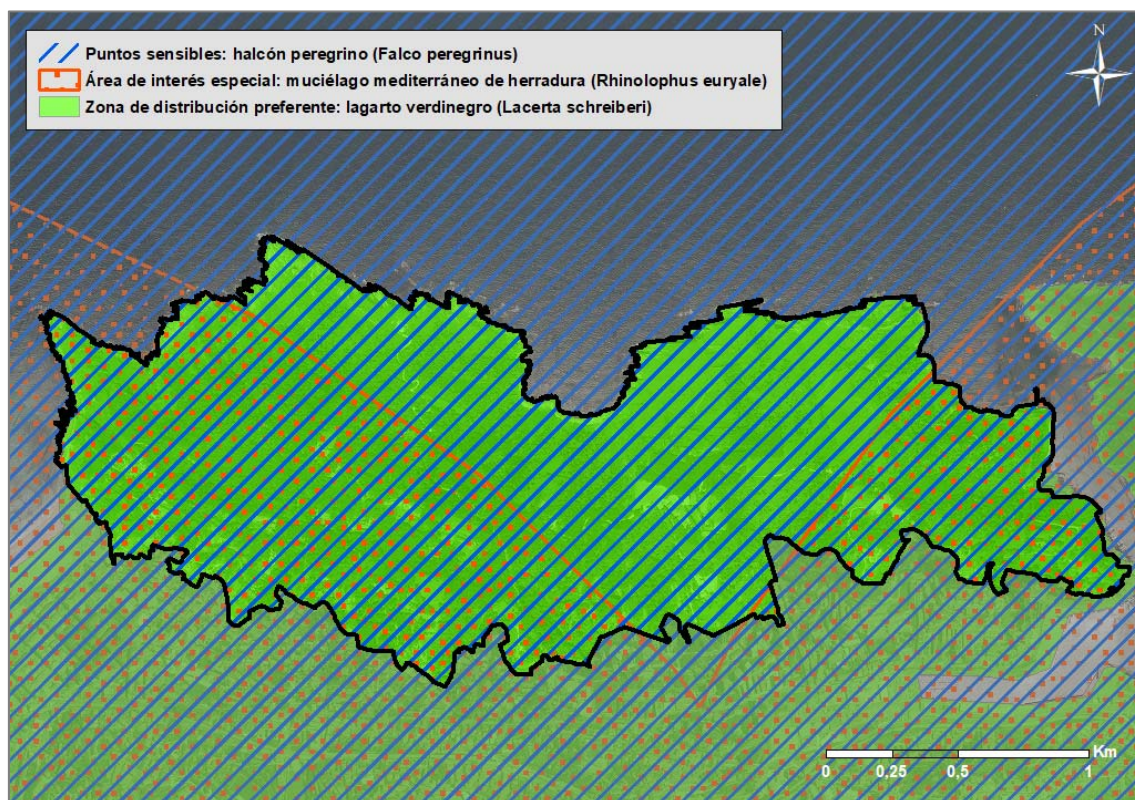 Puntos sensibles: halcón peregrino (Falco peregrinus)
Área de interés especial: muciélago mediterráneo de herradura (Rhinolophus euryale)
Zona de distribución preferente: lagarto verdinegro (Lacerta schreiberi)
N
Km
0 0,25 0,5 1